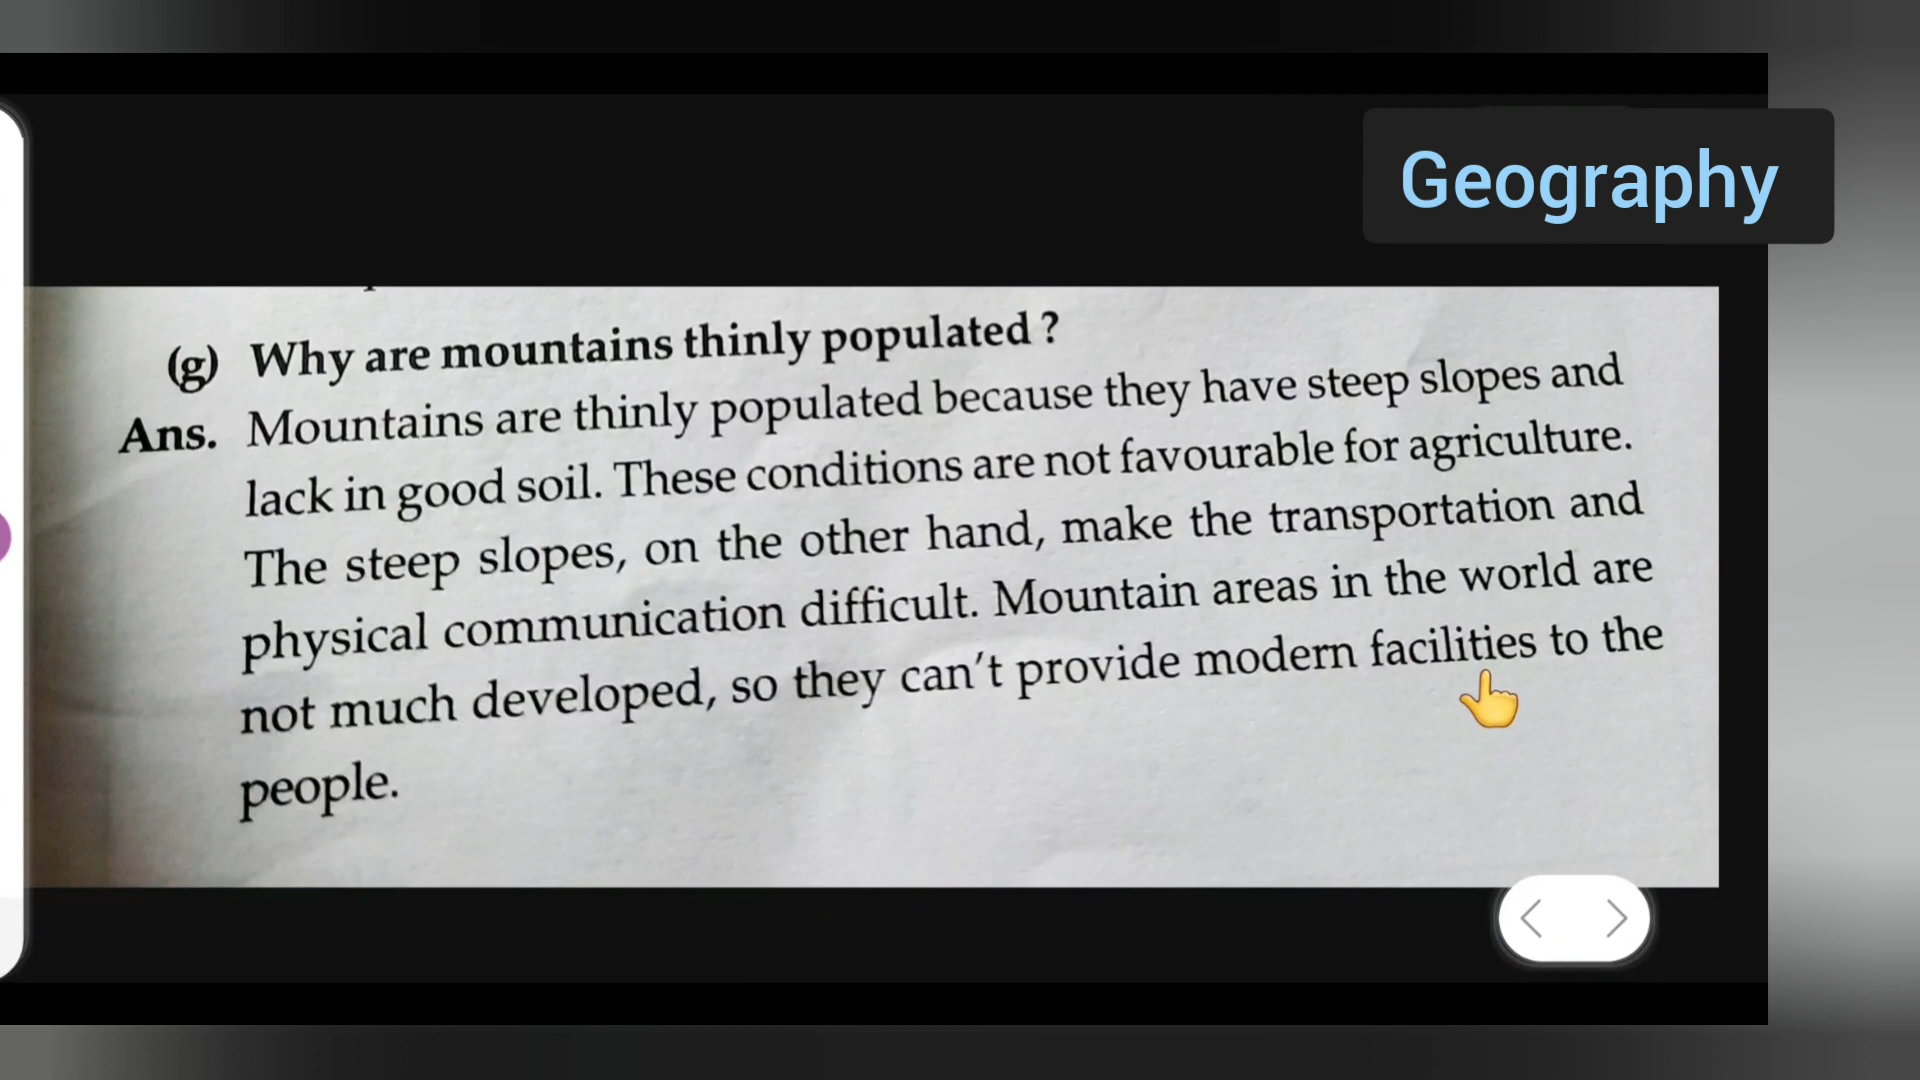 Geography
(g) Why are mountains thinly populated ?
Ans. Mountains are thinly populated because they have steep slopes and
lack in good soil. These conditions are not favourable for agriculture.
The steep slopes, on the other hand, make the transportation and
physical communication difficult. Mountain areas in the world are
not much developed, so they can't provide modern facilities to the
people.